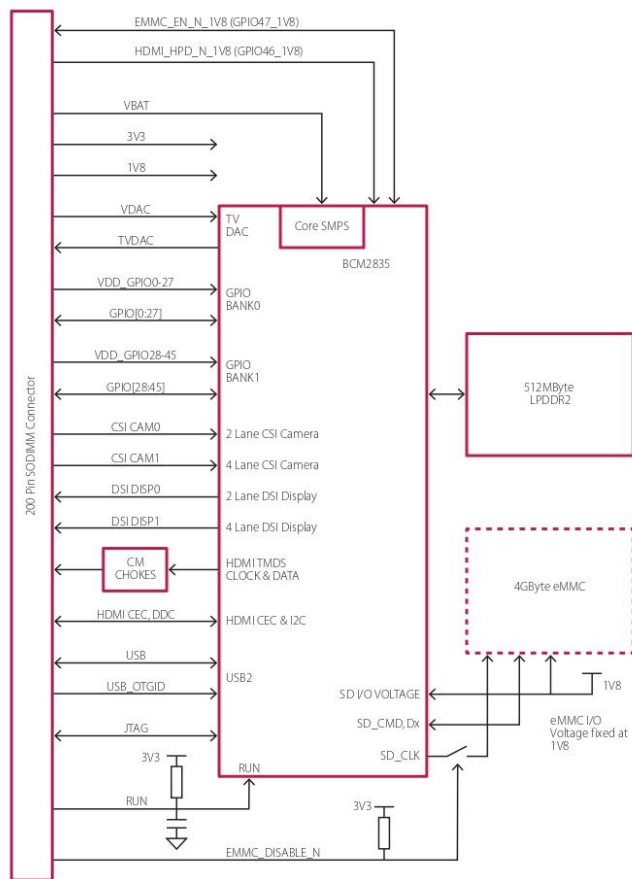 EMMC_EN_N_1V8 (GPIO47_1V8)
HDMI_HPD_N_1V8 (GPIO46_1V8)
VBAT
3V3
1V8
VDAC
TVDAC
TV
DAC
Core SMPS
BCM2835
VDD_GPIO0-27
GPIO[0:27]
GPIO
BANK0
VDD_GPIO28-45
GPIO[28:45]
GPIO
BANK1
200 Pin SODIMM Connector
512MByte
LPDDR2
CSI CAM0
2 Lane CSI Camera
CSI CAM1
4 Lane CSI Camera
DSI DISP0
2 Lane DSI Display
DSI DISP1
4 Lane DSI Display
CM
CHOKES
HDMI TMDS
CLOCK & DATA
4GByte eMMC
HDMI CEC, DDC
HDMI CEC & I2C
USB
USB_OTGID
USB2
SD I/O VOLTAGE
1V8
SD_CMD, Dx
eMMC I/O
Voltage fixed at
1V8
JTAG
SD_CLK
3V3
RUN
RUN
3V3
EMMC_DISABLE_N